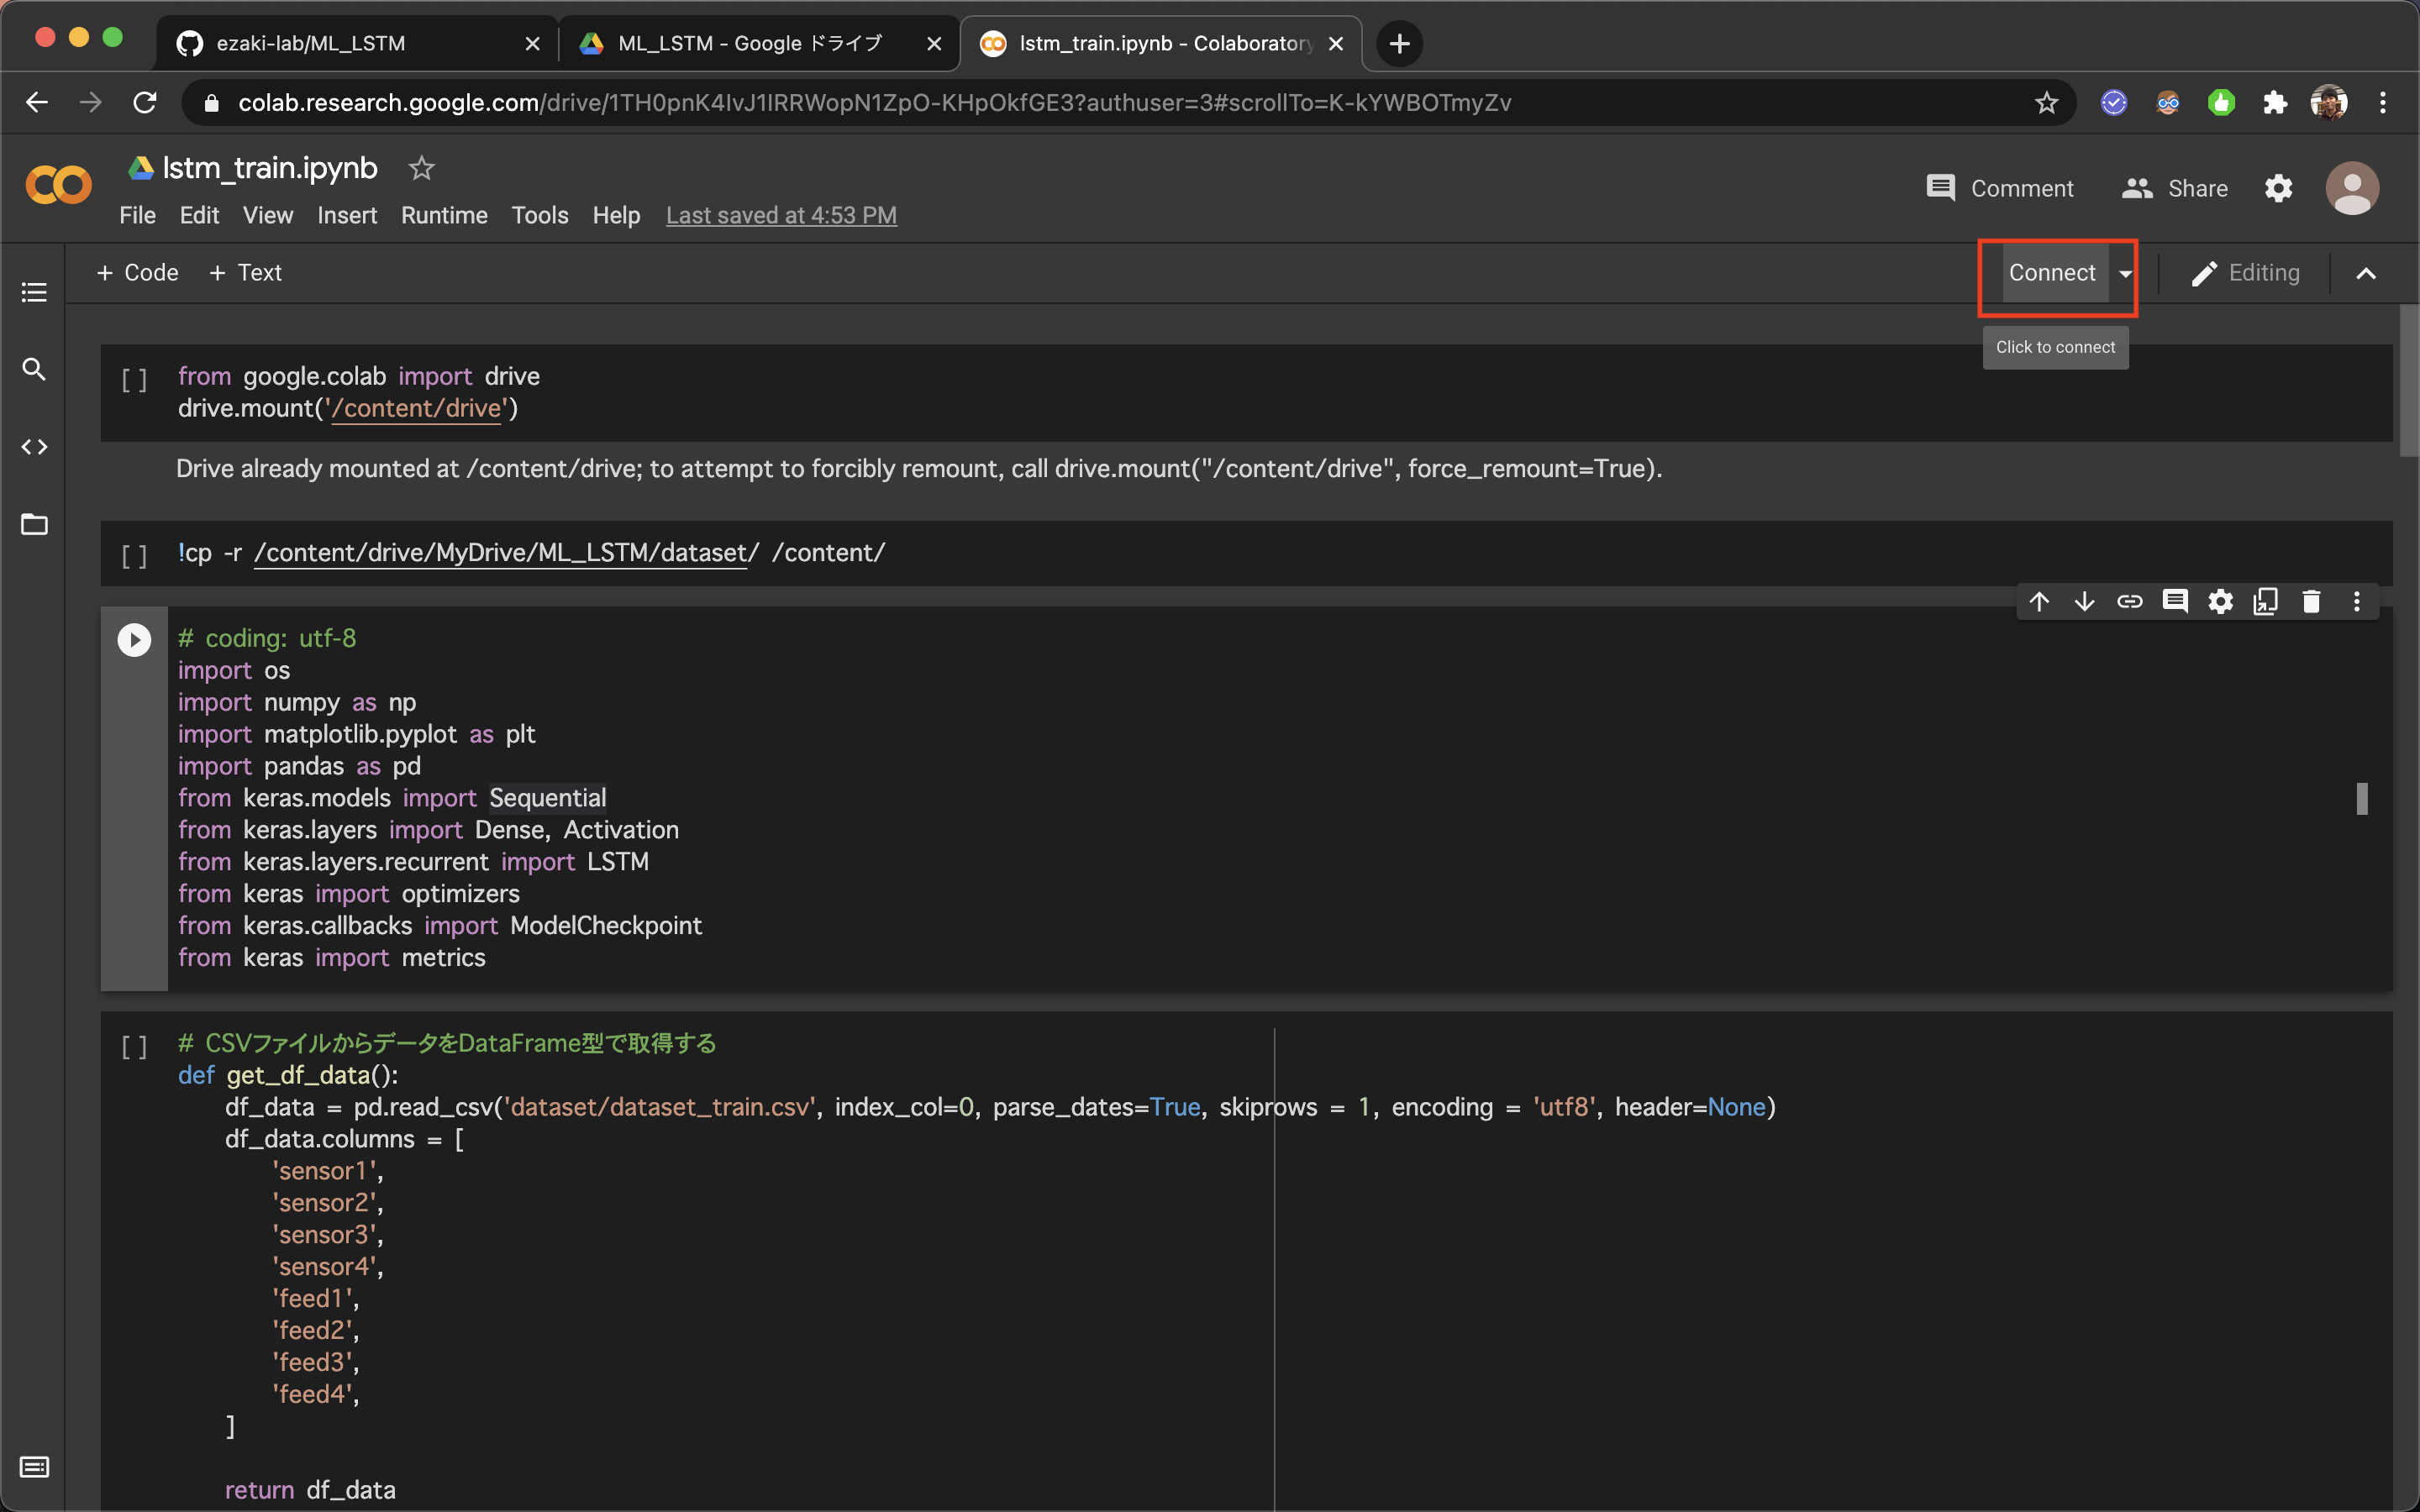 ezaki-lab/ML_LSTM
ML_LSTM - Google ドライブ
lstm_train.ipynb - Colaboratory
colab.research.google.com/drive/1TH0pnK4IvJ1IRRWopN1ZpO-KHpOkfGE3?authuser=3#scrollTo=K-kYWBOTmyZv
lstm_train.ipynb
File Edit View Insert Runtime Tools Help Last saved at 4:53 PM
Comment Share
+ Code + Text
Connect
Editing
Click to connect
[ ] from google.colab import drive
drive.mount('/content/drive')
Drive already mounted at /content/drive; to attempt to forcibly remount, call drive.mount("/content/drive", force_remount=True).
[ ] !cp -r /content/drive/MyDrive/ML_LSTM/dataset/ /content/
# coding: utf-8
import os
import numpy as np
import matplotlib.pyplot as plt
import pandas as pd
from keras.models import Sequential
from keras.layers import Dense, Activation
from keras.layers.recurrent import LSTM
from keras import optimizers
from keras.callbacks import ModelCheckpoint
from keras import metrics
[ ] # CSVファイルからデータをDataFrame型で取得する
def get_df_data():
df_data = pd.read_csv('dataset/dataset_train.csv', index_col=0, parse_dates=True, skiprows = 1, encoding = 'utf8', header=None)
df_data.columns = [
'sensor1',
'sensor2',
'sensor3',
'sensor4',
'feed1',
'feed2',
'feed3',
'feed4',
]
return df_data